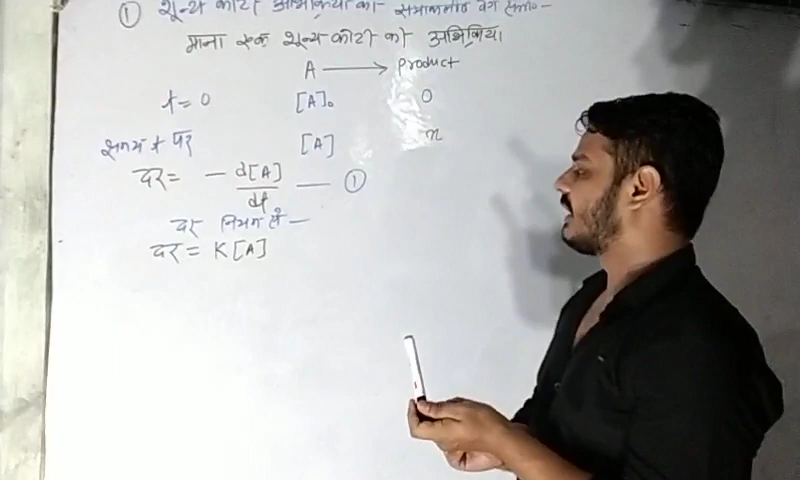 ① शून्य कोटी अभिक्रिया का समाकलित वेग
माना एक शून्य कोटी की अभिक्रिया
A ⟶ Product
t = 0 [A]₀ 0
समय t पर [A] x
दर = - d[A]/dt — ①
दर नियम से -
दर = K[A]